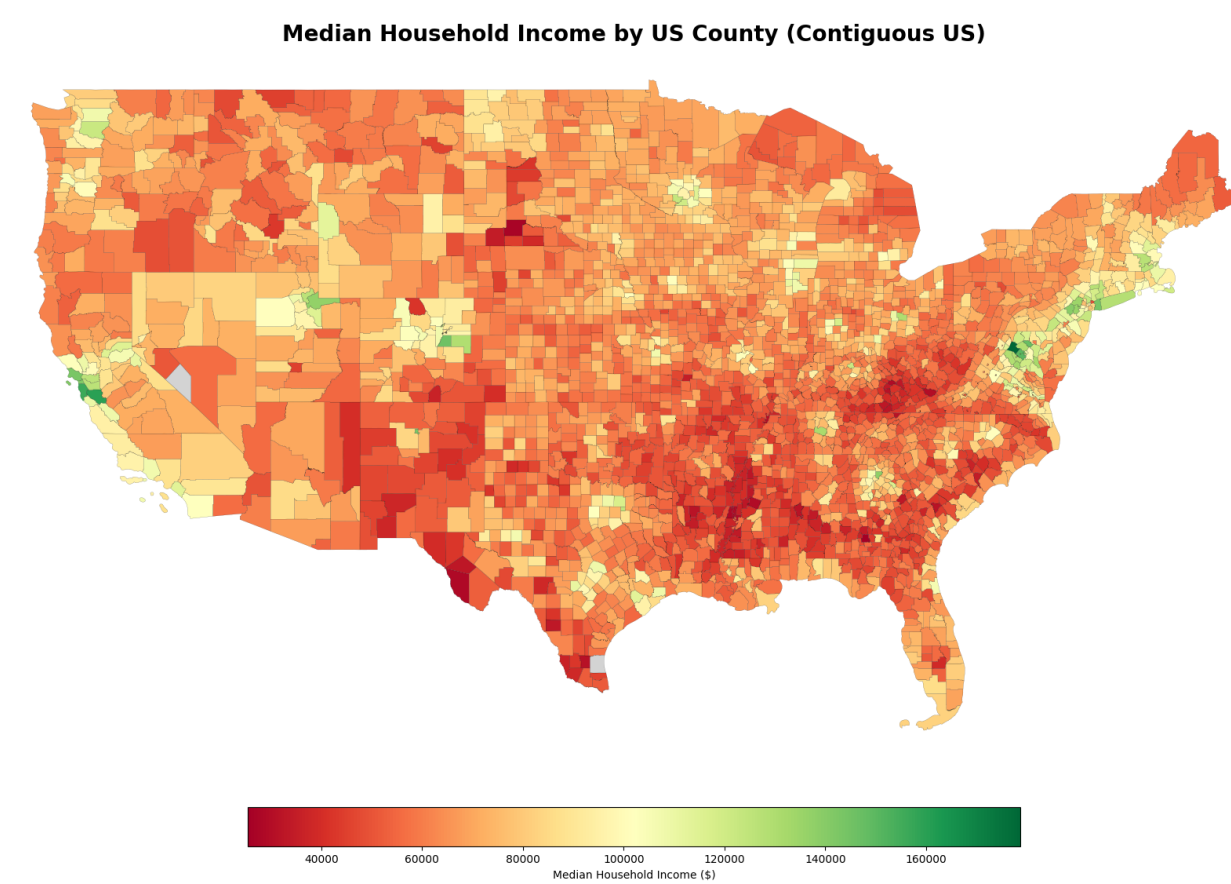 Median Household Income by US County (Contiguous US)
40000 60000 80000 100000 120000 140000 160000
Median Household Income ($)